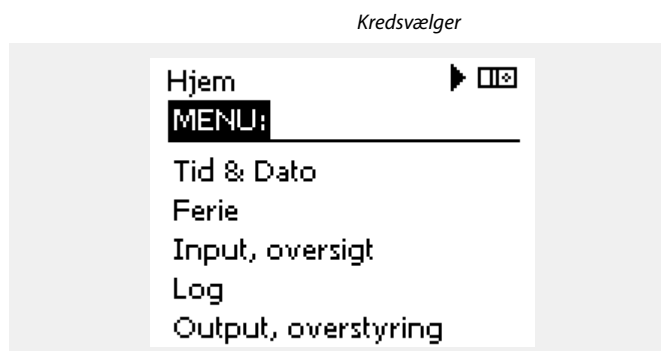 Kredsvælger
Hjem
MENU:
Tid & Dato
Ferie
Input, oversigt
Log
Output, overstyring